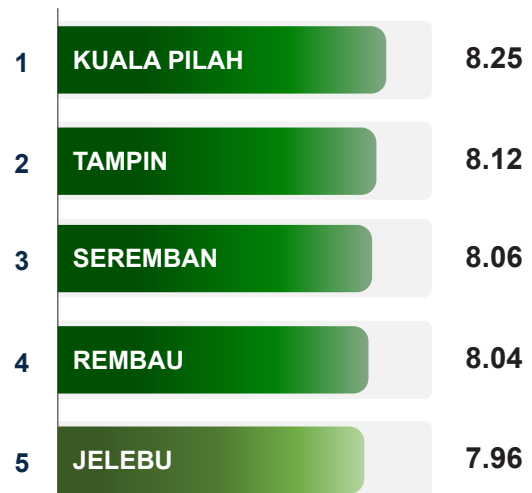 1 KUALA PILAH 8.25
2 TAMPIN 8.12
3 SEREMBAN 8.06
4 REMBAU 8.04
5 JELEBU 7.96